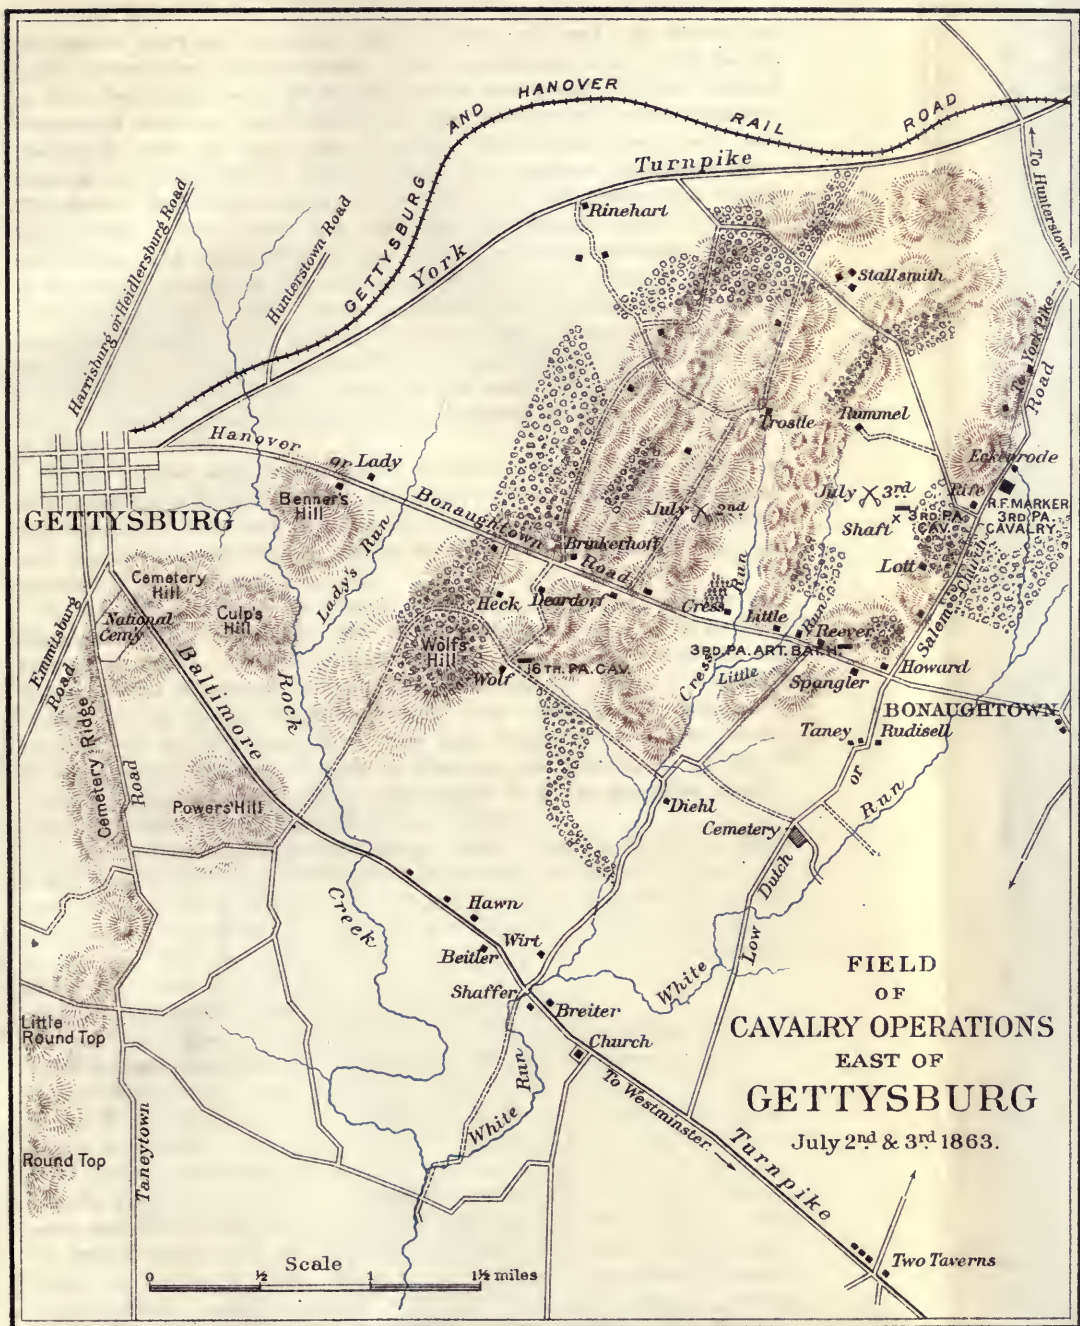 GETTYSBURG AND HANOVER RAIL ROAD
York Turnpike
To Hunterstown
Harrisburg or Heidlersburg Road
Hunterstown Road
Rinehart
Stallsmith
To York Pike
Road
Rummel
Trostle
Eckenrode
Hanover or Bonaughtown Road
Lady
Benner's
Hill
Lady's Run
July 2nd
July 3rd
Shaft
3RD PA.
CAV.
Rife
R.F. MARKER
3RD PA.
CAVALRY
Lott
GETTYSBURG
Brinkerhoff
Heck
Deardorf
Cress
Cress Run
Little
Little Run
Reever
3RD. PA. ART. BAT. H.
Spangler
Howard
Salem Church
Cemetery
Hill
National
Cem'y
Culp's
Hill
Wolf's
Hill
Wolf
16TH. PA. CAV.
BONAUGHTOWN
Taney
Rudisell
or
Emmitsburg
Road
Cemetery Ridge
Baltimore
Rock
Creek
Powers' Hill
Road
Diehl
Cemetery
Low Dutch
White Run
Hawn
Beitler
Wirt
Shaffer
Breiter
Church
White Run
Little
Round Top
Round Top
Taneytown
To Westminster
Turnpike
Two Taverns
FIELD
OF
CAVALRY OPERATIONS
EAST OF
GETTYSBURG
July 2nd & 3rd 1863.
Scale
0 ½ 1 1½ miles